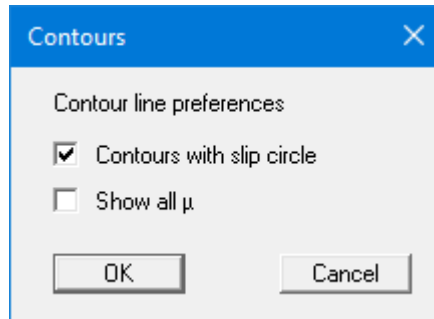 Contours
Contour line preferences
Contours with slip circle
Show all μ
OK Cancel